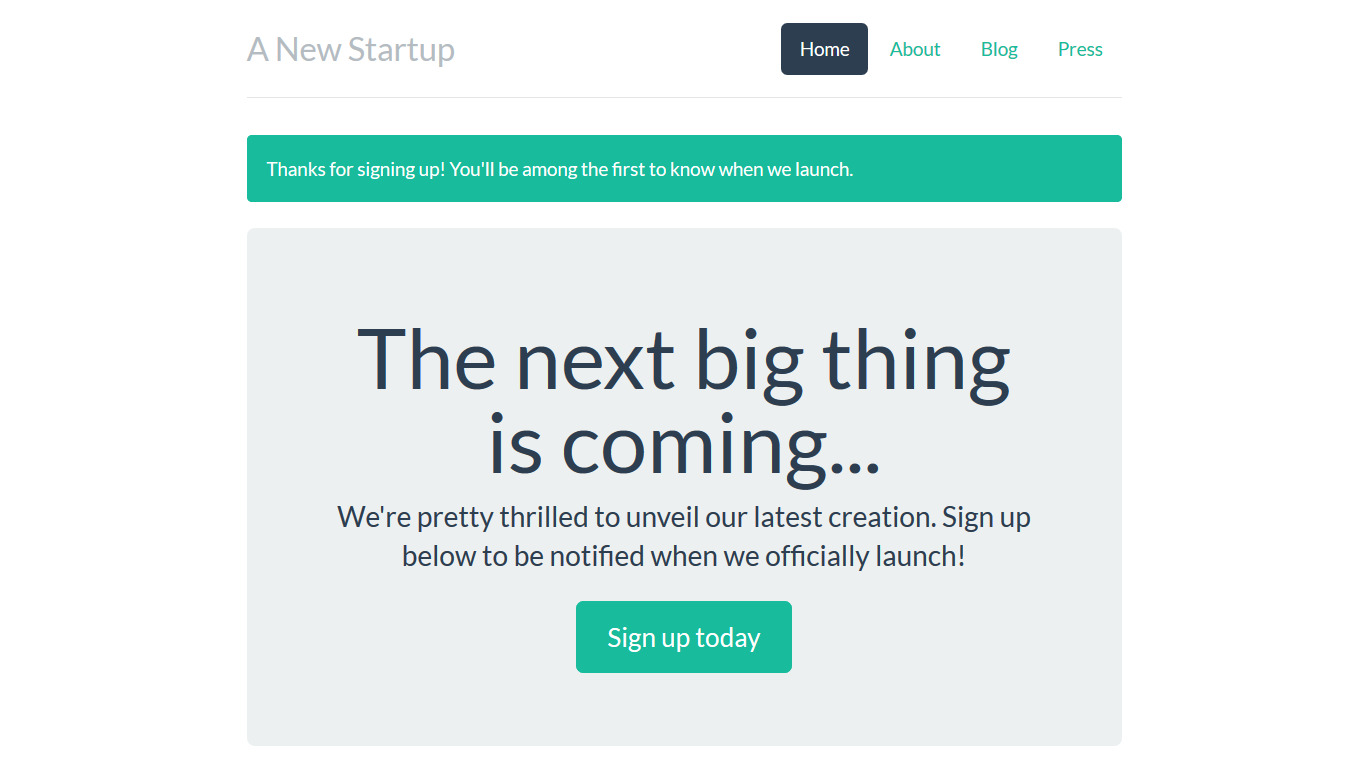 A New Startup
Home
About
Blog
Press
Thanks for signing up! You'll be among the first to know when we launch.
The next big thing
is coming...
We're pretty thrilled to unveil our latest creation. Sign up
below to be notified when we officially launch!
Sign up today